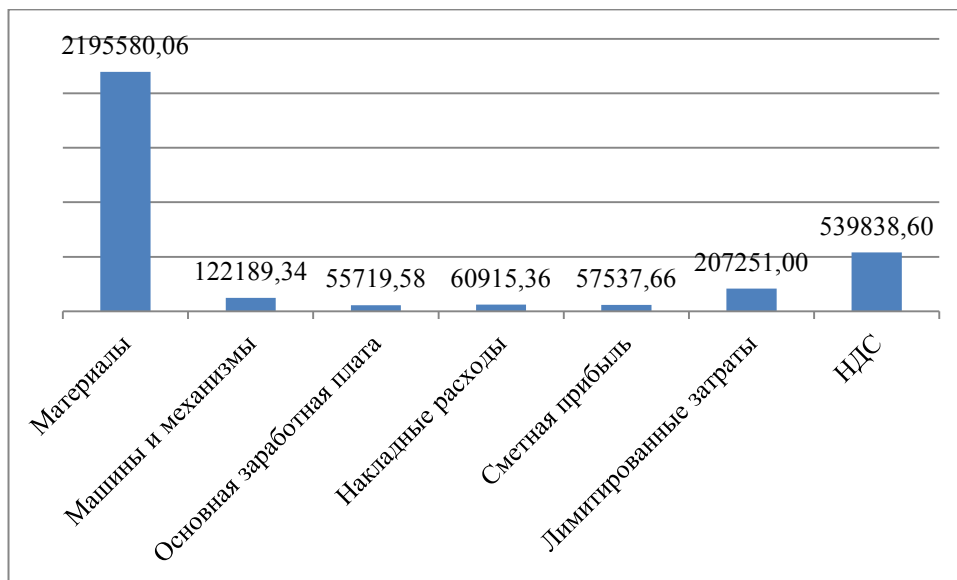 2195580,06
122189,34
55719,58
60915,36
57537,66
207251,00
539838,60
Материалы
Машины и механизмы
Основная заработная плата
Накладные расходы
Сметная прибыль
Лимитированные затраты
НДС